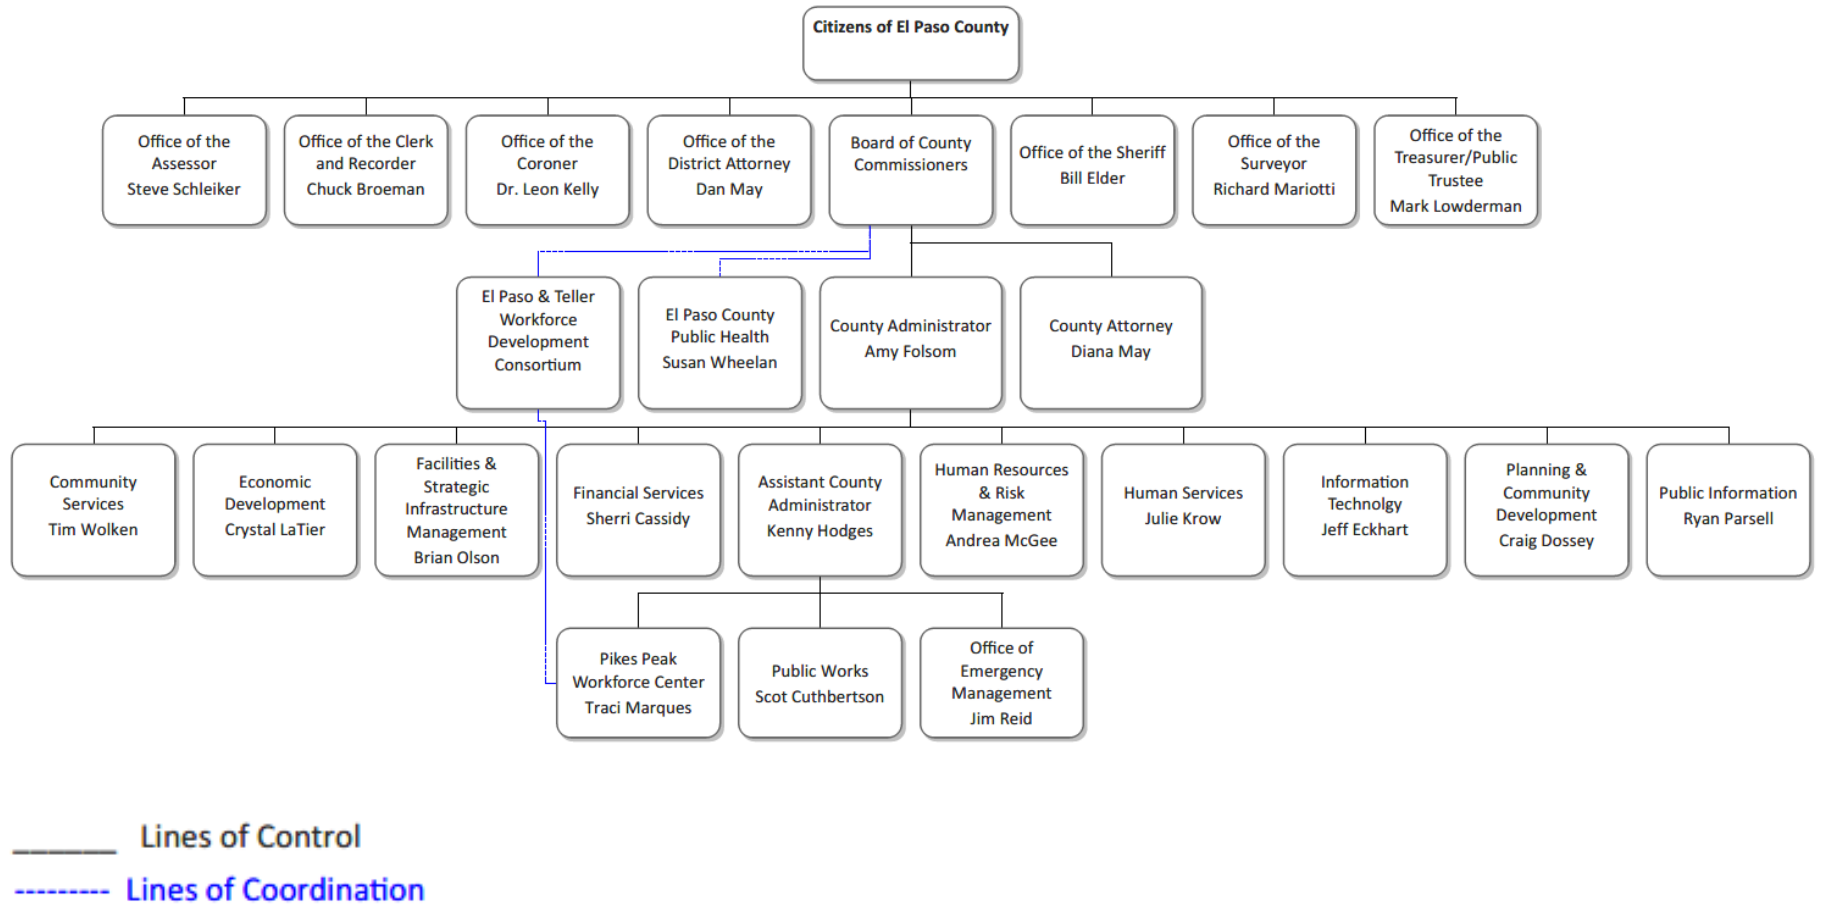 Citizens of El Paso County
Office of the
Assessor
Steve Schleiker
Office of the Clerk
and Recorder
Chuck Broeman
Office of the
Coroner
Dr. Leon Kelly
Office of the
District Attorney
Dan May
Board of County
Commissioners
Office of the Sheriff
Bill Elder
Office of the
Surveyor
Richard Mariotti
Office of the
Treasurer/Public
Trustee
Mark Lowderman
El Paso & Teller
Workforce
Development
Consortium
El Paso County
Public Health
Susan Wheelan
County Administrator
Amy Folsom
County Attorney
Diana May
Community
Services
Tim Wolken
Economic
Development
Crystal LaTier
Facilities &
Strategic
Infrastructure
Management
Brian Olson
Financial Services
Sherri Cassidy
Assistant County
Administrator
Kenny Hodges
Human Resources
& Risk
Management
Andrea McGee
Human Services
Julie Krow
Information
Technolgy
Jeff Eckhart
Planning &
Community
Development
Craig Dossey
Public Information
Ryan Parsell
Pikes Peak
Workforce Center
Traci Marques
Public Works
Scot Cuthbertson
Office of
Emergency
Management
Jim Reid
______ Lines of Control
--------- Lines of Coordination